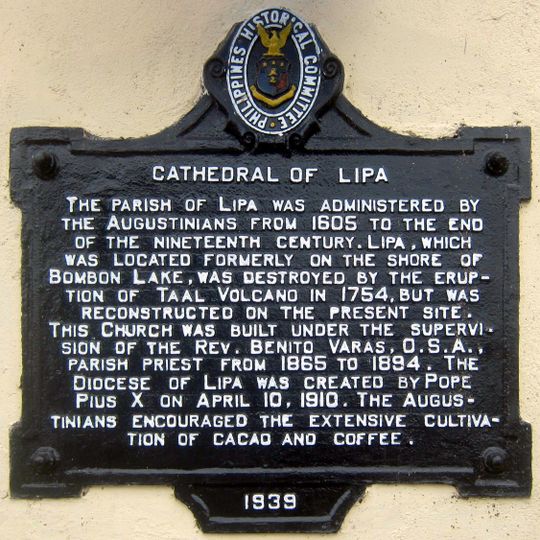 PHILIPPINES HISTORICAL COMMITTEE
CATHEDRAL OF LIPA
THE PARISH OF LIPA WAS ADMINISTERED BY
THE AUGUSTINIANS FROM 1605 TO THE END
OF THE NINETEENTH CENTURY. LIPA, WHICH
WAS LOCATED FORMERLY ON THE SHORE OF
BOMBON LAKE, WAS DESTROYED BY THE ERUP-
TION OF TAAL VOLCANO IN 1754, BUT WAS
RECONSTRUCTED ON THE PRESENT SITE.
THIS CHURCH WAS BUILT UNDER THE SUPERVI-
SION OF THE REV. BENITO VARAS, O.S.A.,
PARISH PRIEST FROM 1865 TO 1894. THE
DIOCESE OF LIPA WAS CREATED BY POPE
PIUS X ON APRIL 10, 1910. THE AUGUS-
TINIANS ENCOURAGED THE EXTENSIVE CULTIVA-
TION OF CACAO AND COFFEE.
1939